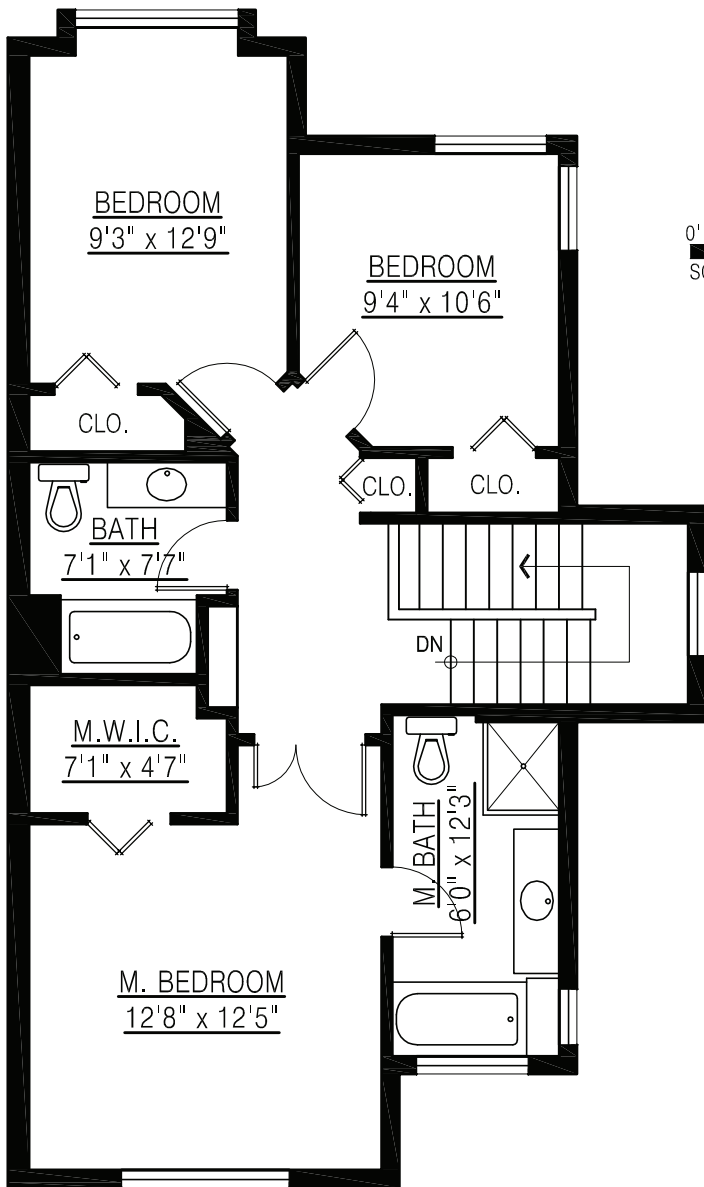 BEDROOM
9'3" x 12'9"
BEDROOM
9'4" x 10'6"
0'
CLO.
CLO.
CLO.
BATH
7'1" x 7'7"
DN
M.W.I.C.
7'1" x 4'7"
M. BATH
6'0" x 12'3"
M. BEDROOM
12'8" x 12'5"